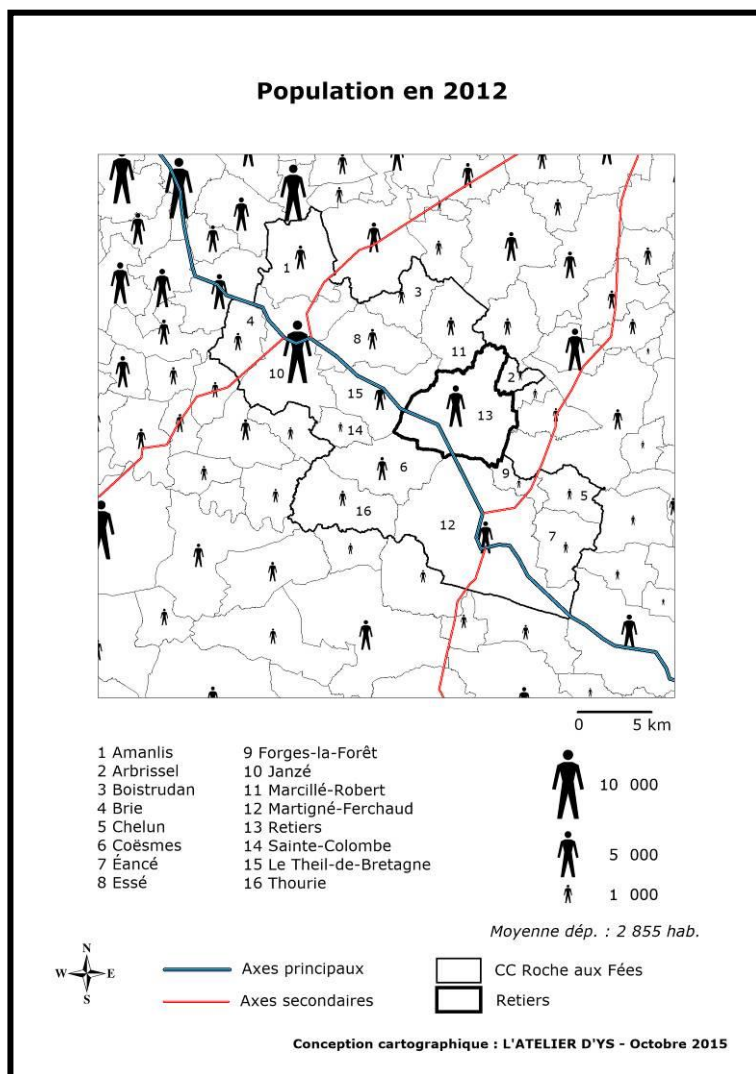 Population en 2012
1
3
4
8
11
10
2
15
13
14
6
9
5
16
12
7
0 5 km
1 Amanlis
2 Arbrissel
3 Boistrudan
4 Brie
5 Chelun
6 Coësmes
7 Éancé
8 Essé
9 Forges-la-Forêt
10 Janzé
11 Marcillé-Robert
12 Martigné-Ferchaud
13 Retiers
14 Sainte-Colombe
15 Le Theil-de-Bretagne
16 Thourie
10 000
5 000
1 000
Moyenne dép. : 2 855 hab.
N
W E
S
Axes principaux
Axes secondaires
CC Roche aux Fées
Retiers
Conception cartographique : L'ATELIER D'YS - Octobre 2015